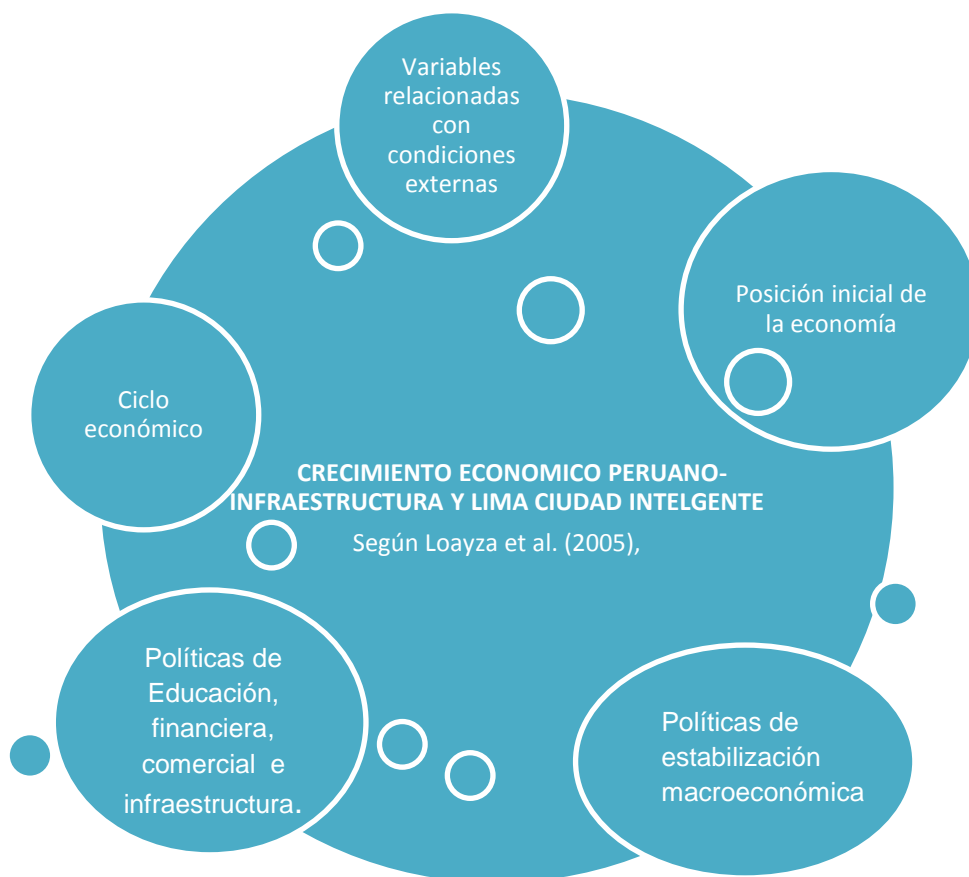 Variables
relacionadas
con
condiciones
externas
Posición inicial de
la economía
Ciclo
económico
CRECIMIENTO ECONOMICO PERUANO-
INFRAESTRUCTURA Y LIMA CIUDAD INTELGENTE
Según Loayza et al. (2005),
Políticas de
Educación,
financiera,
comercial e
infraestructura.
Políticas de
estabilización
macroeconómica